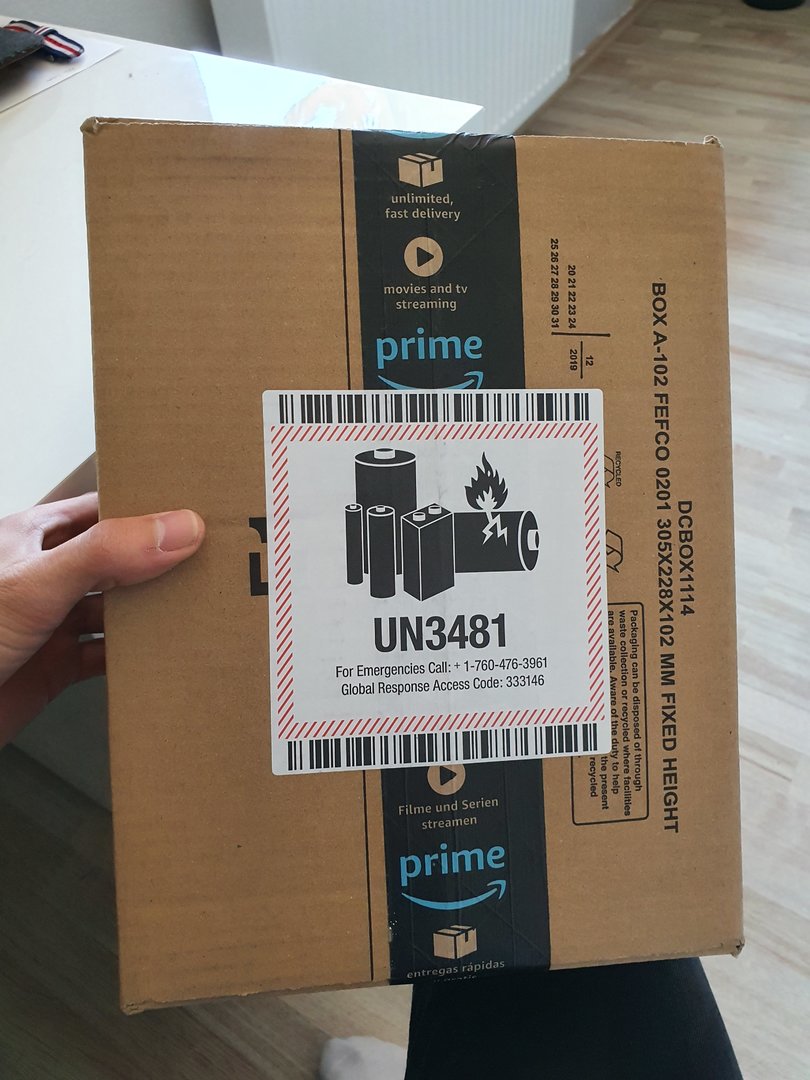 unlimited,
fast delivery
movies and tv
streaming
prime
UN3481
For Emergencies Call: + 1-760-476-3961
Global Response Access Code: 333146
Filme und Serien
streamen
prime
entregas rápidas
20 21 22 23 24
25 26 27 28 29 30 31
12
2019
RECYCLED
BOX A-102 FEFCO 0201 305X228X102 MM FIXED HEIGHT
DCBOX1114
Packaging can be disposed of through
waste collection or recycled where facilities
are available. Aware of the duty to help
the present
recycled